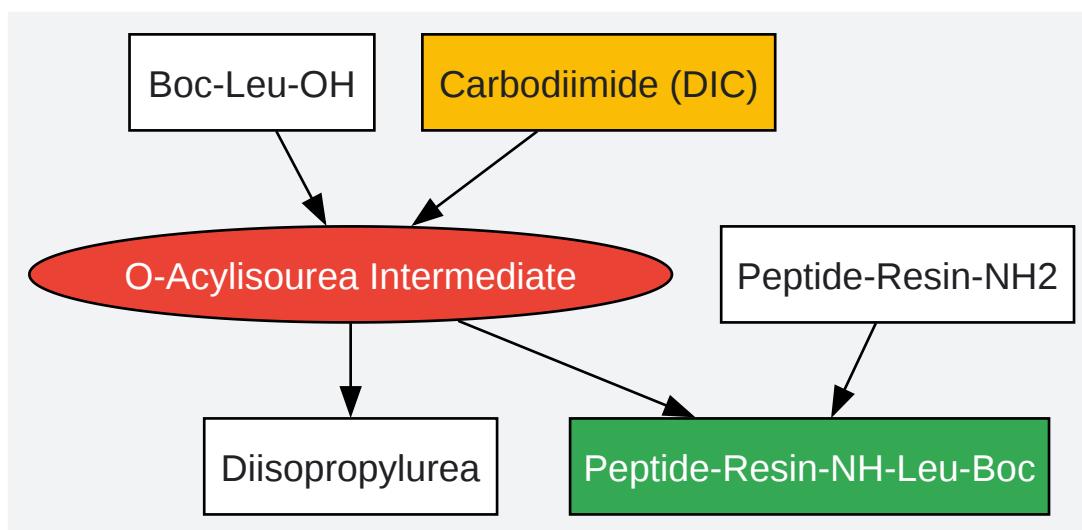 Boc-Leu-OH
Carbodiimide (DIC)
O-Acylisourea Intermediate
Peptide-Resin-NH2
Diisopropylurea
Peptide-Resin-NH-Leu-Boc